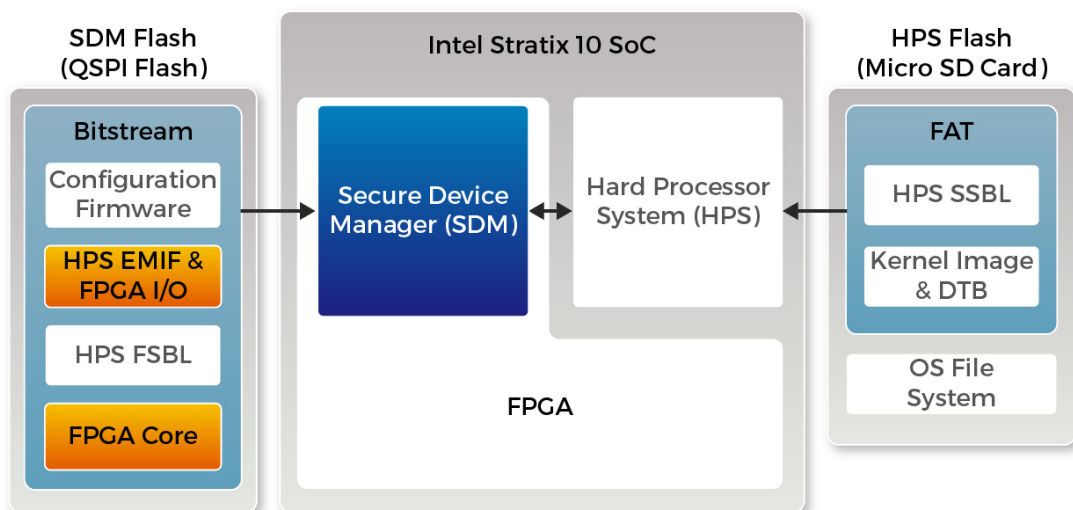 SDM Flash
(QSPI Flash)
Bitstream
Configuration
Firmware
HPS EMIF &
FPGA I/O
HPS FSBL
FPGA Core
Intel Stratix 10 SoC
Secure Device
Manager (SDM)
Hard Processor
System (HPS)
FPGA
HPS Flash
(Micro SD Card)
FAT
HPS SSBL
Kernel Image
& DTB
OS File
System